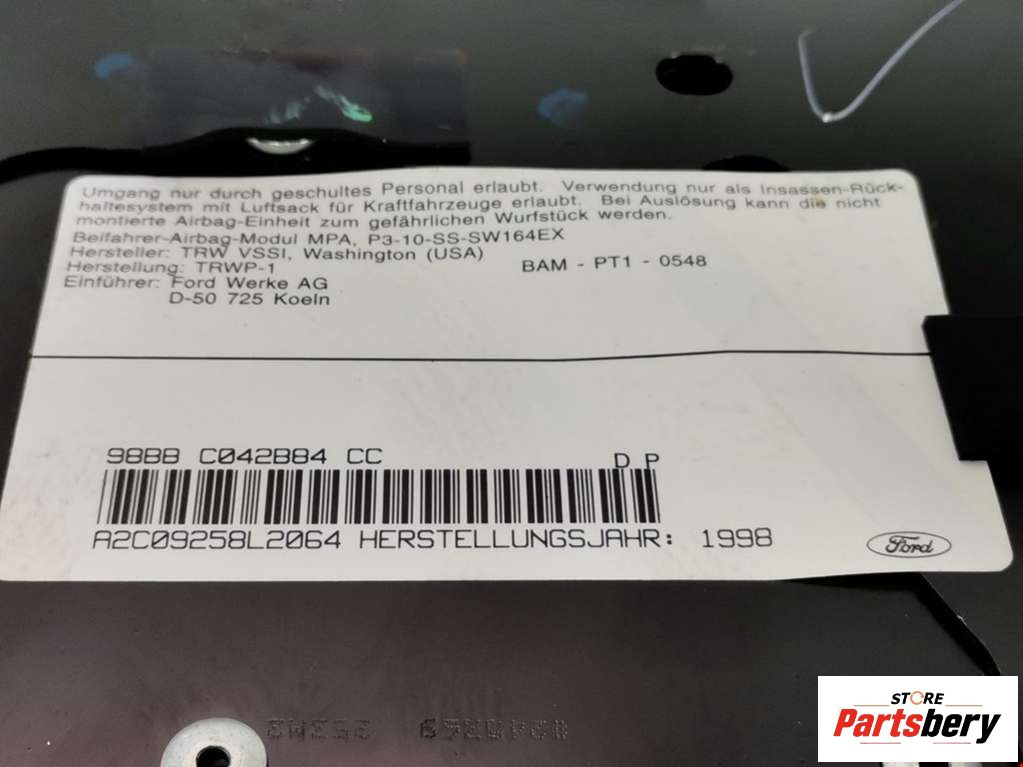 Umgang nur durch geschultes Personal erlaubt. Verwendung nur als Insassen-Rück-
haltesystem mit Luftsack für Kraftfahrzeuge erlaubt. Bei Auslösung kann die nicht
montierte Airbag-Einheit zum gefährlichen Wurfstück werden.
Beifahrer-Airbag-Modul MPA, P3-10-SS-SW164EX
Hersteller: TRW VSSI, Washington (USA)
Herstellung: TRWP-1
BAM - PT1 - 0548
Einführer: Ford Werke AG
D-50 725 Koeln
98BB C042B84 CC
D P
A2C09258L2064 HERSTELLUNGSJAHR: 1998
Ford
STORE
Partsbery